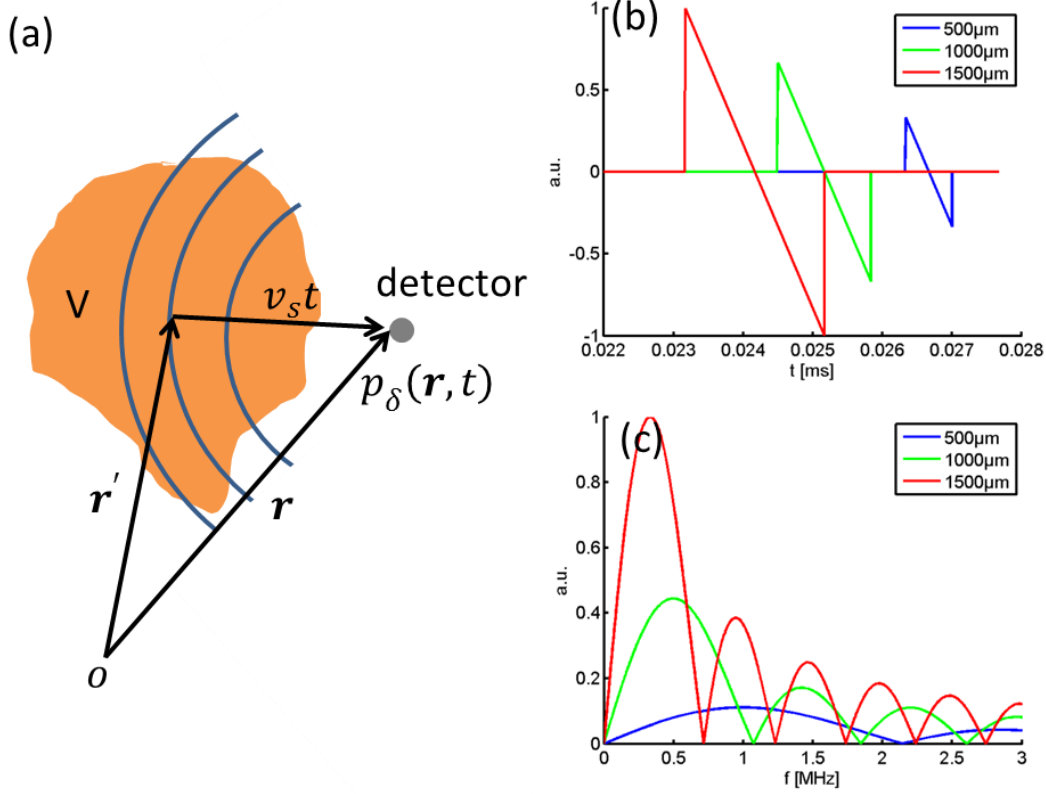 (a)
V
v_s t
detector
p_δ(r, t)
r'
r
o
(b)
500μm
1000μm
1500μm
a.u.
1
0.5
0
-0.5
-1
0.022
0.023
0.024
0.025
0.026
0.027
0.028
t [ms]
(c)
500μm
1000μm
1500μm
a.u.
1
0.8
0.6
0.4
0.2
0
0
0.5
1
1.5
2
2.5
3
f [MHz]